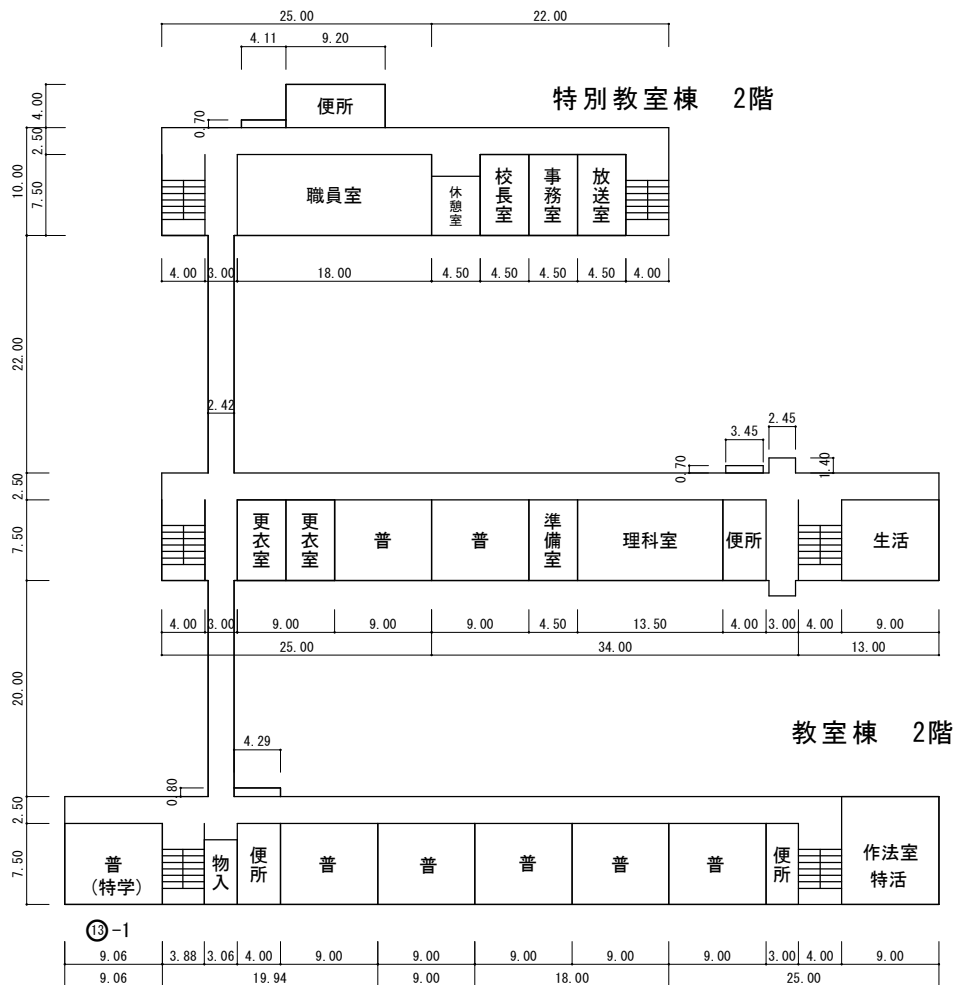 25.00 22.00
4.11 9.20
特別教室棟 2階
4.00 2.50 10.00 7.50
0.70
便所
職員室 休憩室 校長室 事務室 放送室
4.00 3.00 18.00 4.50 4.50 4.50 4.50 4.00
22.00
2.42
3.45 2.45
0.70 1.40
2.50 7.50
更衣室 更衣室 普 普 準備室 理科室 便所 生活
4.00 3.00 9.00 9.00 9.00 4.50 13.50 4.00 3.00 4.00 9.00
25.00 34.00 13.00
20.00
教室棟 2階
4.29
0.80
2.50 7.50
普(特学) 物入 便所 普 普 普 普 普 便所 作法室特活
⑬-1
9.06 3.88 3.06 4.00 9.00 9.00 9.00 9.00 9.00 3.00 4.00 9.00
9.06 19.94 9.00 18.00 25.00